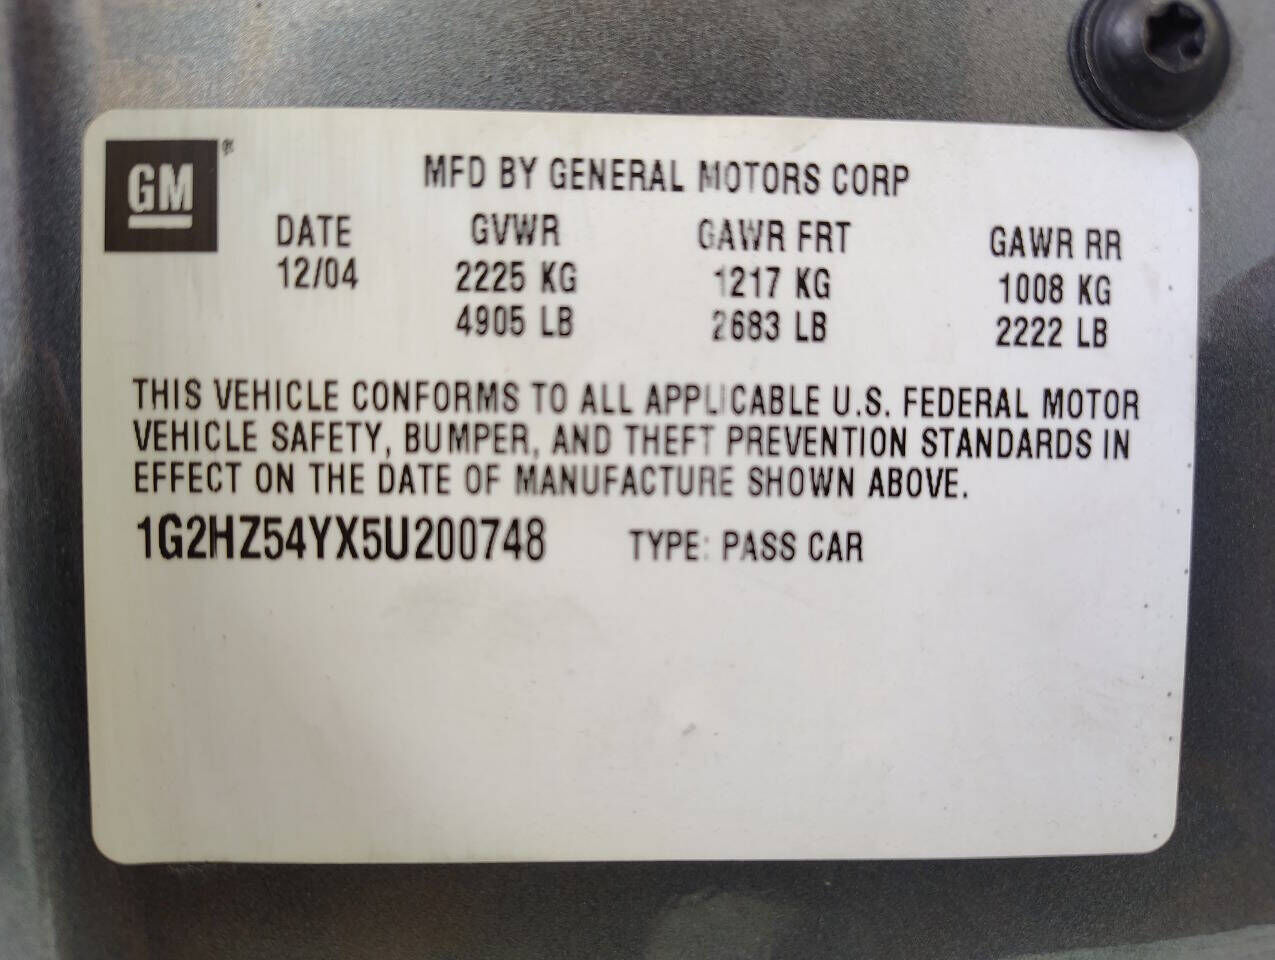 GM®
MFD BY GENERAL MOTORS CORP
DATE GVWR GAWR FRT GAWR RR
12/04 2225 KG 1217 KG 1008 KG
4905 LB 2683 LB 2222 LB
THIS VEHICLE CONFORMS TO ALL APPLICABLE U.S. FEDERAL MOTOR
VEHICLE SAFETY, BUMPER, AND THEFT PREVENTION STANDARDS IN
EFFECT ON THE DATE OF MANUFACTURE SHOWN ABOVE.
1G2HZ54YX5U200748 TYPE: PASS CAR